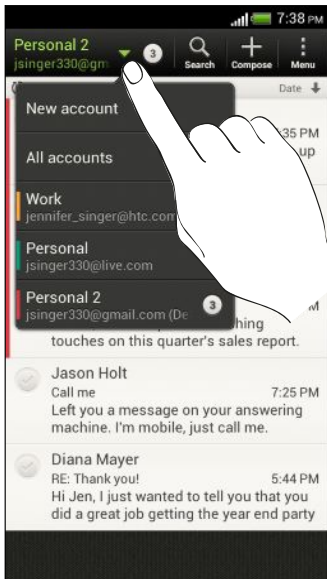 7:38 PM
Personal 2
jsinger330@gm
3
Search
Compose
Menu
Date
New account
35 PM
up
All accounts
Work
jennifer_singer@htc.com
Personal
jsinger330@live.com
Personal 2
jsinger330@gmail.com (De
3
M
hing
touches on this quarter's sales report.
Jason Holt
Call me 7:25 PM
Left you a message on your answering
machine. I'm mobile, just call me.
Diana Mayer
RE: Thank you! 5:44 PM
Hi Jen, I just wanted to tell you that you
did a great job getting the year end party